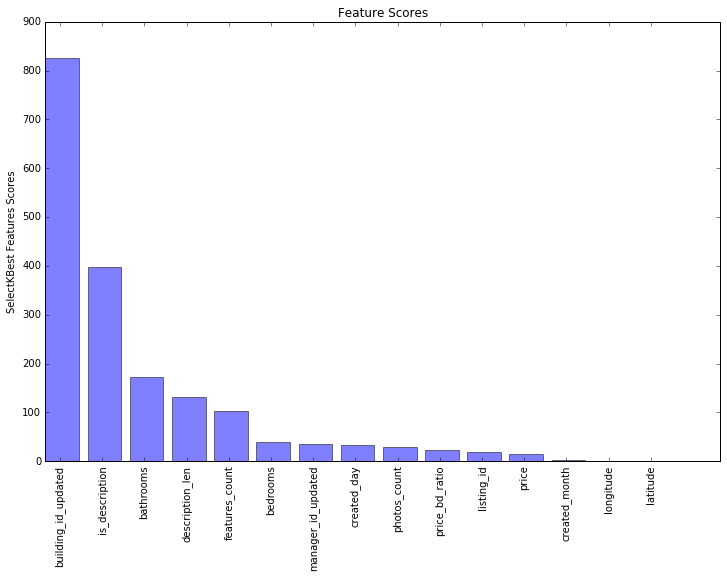 Feature Scores
SelectKBest Features Scores
900
800
700
600
500
400
300
200
100
0
building_id_updated
is_description
bathrooms
description_len
features_count
bedrooms
manager_id_updated
created_day
photos_count
price_bd_ratio
listing_id
price
created_month
longitude
latitude